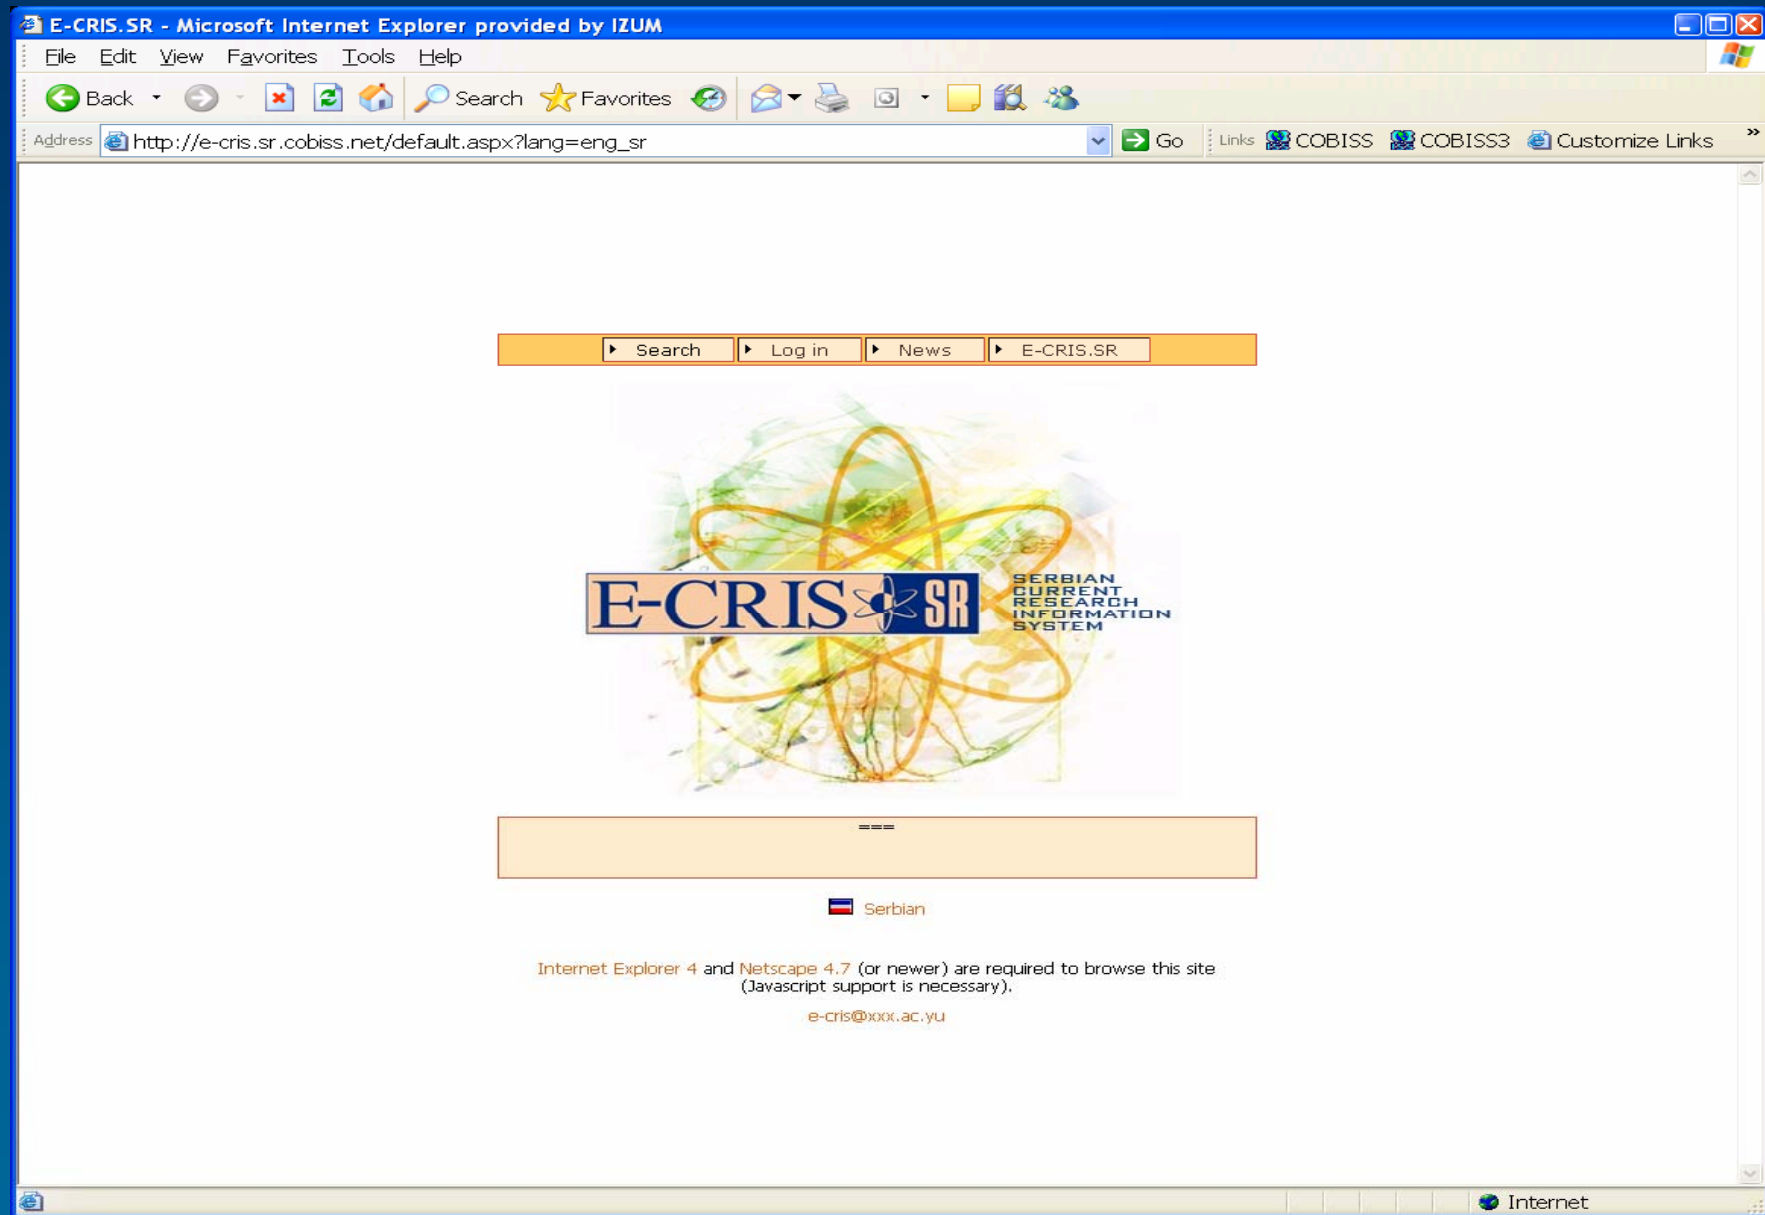 E-CRIS.SR - Microsoft Internet Explorer provided by IZUM
File Edit View Favorites Tools Help
Back Search Favorites
Address http://e-cris.sr.cobiss.net/default.aspx?lang=eng_sr Go Links COBISS COBISS3 Customize Links »
Search Log in News E-CRIS.SR
E-CRIS SR
SERBIAN
CURRENT
RESEARCH
INFORMATION
SYSTEM
===
Serbian
Internet Explorer 4 and Netscape 4.7 (or newer) are required to browse this site
(Javascript support is necessary).
e-cris@xxx.ac.yu
Internet